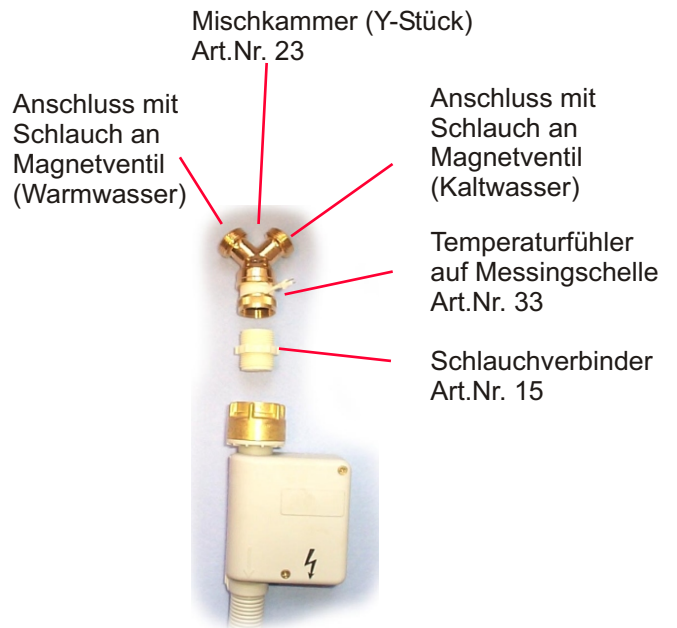 Mischkammer (Y-Stück)
Art.Nr. 23
Anschluss mit
Schlauch an
Magnetventil
(Warmwasser)
Anschluss mit
Schlauch an
Magnetventil
(Kaltwasser)
Temperaturfühler
auf Messingschelle
Art.Nr. 33
Schlauchverbinder
Art.Nr. 15